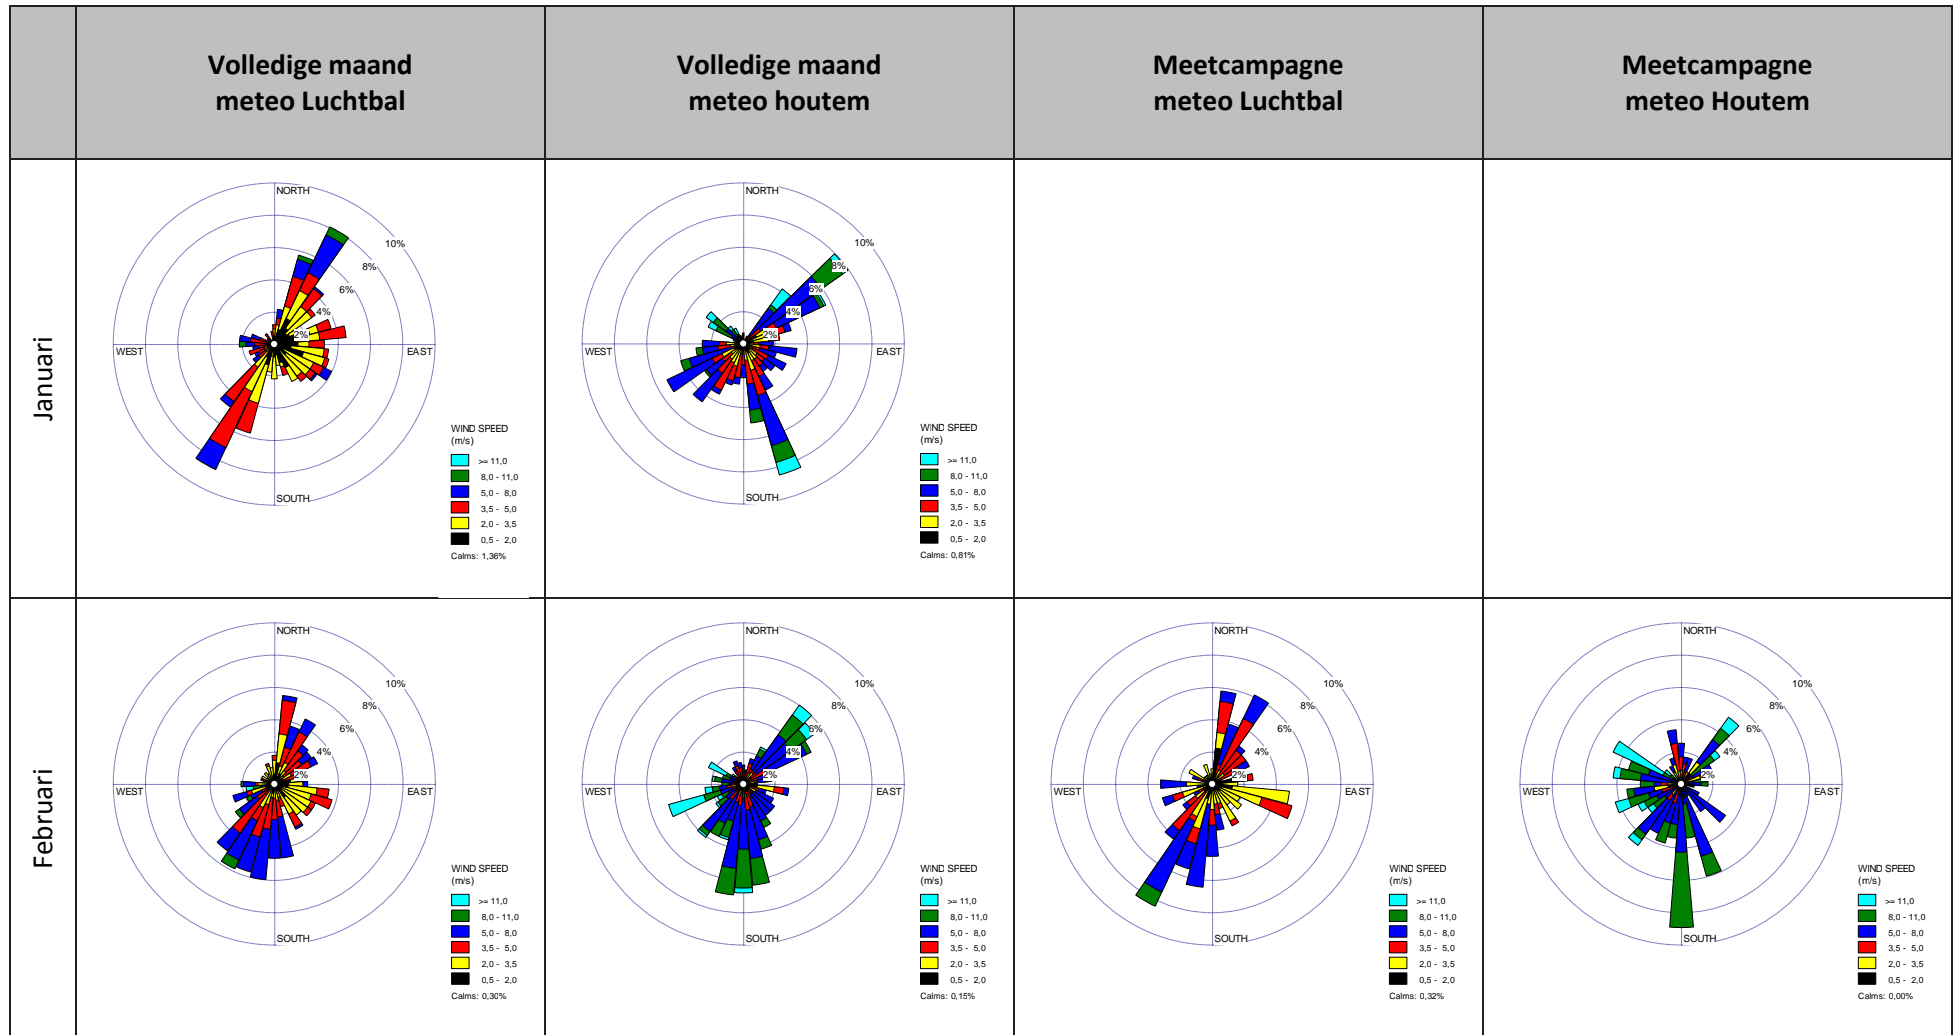 Volledige maand
meteo Luchtbal
Volledige maand
meteo houtem
Meetcampagne
meteo Luchtbal
Meetcampagne
meteo Houtem
Januari
NORTH
10%
8%
6%
4%
2%
WEST
EAST
SOUTH
WIND SPEED
(m/s)
>= 11,0
8,0 - 11,0
5,0 - 8,0
3,5 - 5,0
2,0 - 3,5
0,5 - 2,0
Calms: 1,36%
NORTH
10%
8%
6%
4%
2%
WEST
EAST
SOUTH
WIND SPEED
(m/s)
>= 11,0
8,0 - 11,0
5,0 - 8,0
3,5 - 5,0
2,0 - 3,5
0,5 - 2,0
Calms: 0,81%
Februari
NORTH
10%
8%
6%
4%
2%
WEST
EAST
SOUTH
WIND SPEED
(m/s)
>= 11,0
8,0 - 11,0
5,0 - 8,0
3,5 - 5,0
2,0 - 3,5
0,5 - 2,0
Calms: 0,30%
NORTH
10%
8%
6%
4%
2%
WEST
EAST
SOUTH
WIND SPEED
(m/s)
>= 11,0
8,0 - 11,0
5,0 - 8,0
3,5 - 5,0
2,0 - 3,5
0,5 - 2,0
Calms: 0,15%
NORTH
10%
8%
6%
4%
2%
WEST
EAST
SOUTH
WIND SPEED
(m/s)
>= 11,0
8,0 - 11,0
5,0 - 8,0
3,5 - 5,0
2,0 - 3,5
0,5 - 2,0
Calms: 0,32%
NORTH
10%
8%
6%
4%
2%
WEST
EAST
SOUTH
WIND SPEED
(m/s)
>= 11,0
8,0 - 11,0
5,0 - 8,0
3,5 - 5,0
2,0 - 3,5
0,5 - 2,0
Calms: 0,00%